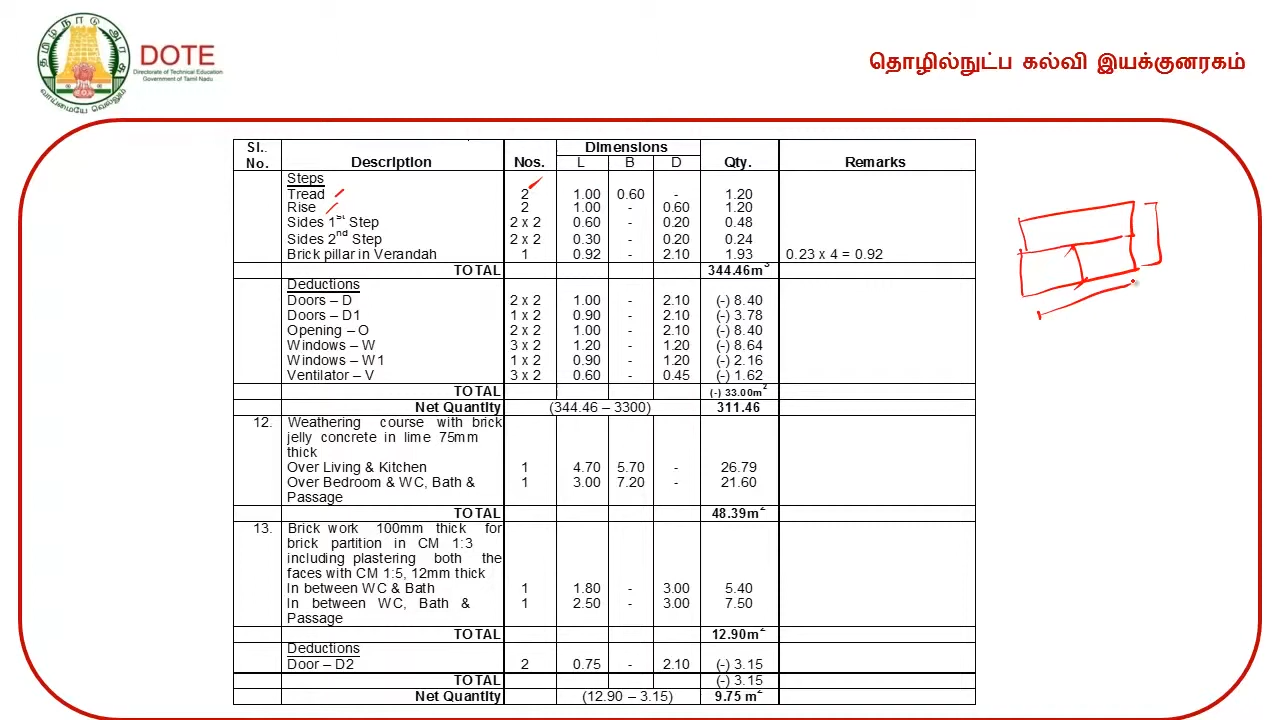 தமிழ்நாடு அரசு
வாய்மையே வெல்லும்
DOTE
Directorate of Technical Education
Government of Tamil Nadu
தொழில்நுட்ப கல்வி இயக்குனரகம்
Sl.. No. Description Nos. Dimensions L B D Qty. Remarks
Steps
Tread 2 1.00 0.60 - 1.20
Rise 2 1.00 - 0.60 1.20
Sides 1st Step 2 x 2 0.60 - 0.20 0.48
Sides 2nd Step 2 x 2 0.30 - 0.20 0.24
Brick pillar in Verandah 1 0.92 - 2.10 1.93 0.23 x 4 = 0.92
TOTAL 344.46m3
Deductions
Doors – D 2 x 2 1.00 - 2.10 (-) 8.40
Doors – D1 1 x 2 0.90 - 2.10 (-) 3.78
Opening – O 2 x 2 1.00 - 2.10 (-) 8.40
Windows – W 3 x 2 1.20 - 1.20 (-) 8.64
Windows – W1 1 x 2 0.90 - 1.20 (-) 2.16
Ventilator – V 3 x 2 0.60 - 0.45 (-) 1.62
TOTAL (-) 33.00m2
Net Quantity (344.46 – 3300) 311.46
12. Weathering course with brick
jelly concrete in lime 75mm
thick
Over Living & Kitchen 1 4.70 5.70 - 26.79
Over Bedroom & WC, Bath & 1 3.00 7.20 - 21.60
Passage
TOTAL 48.39m2
13. Brick work 100mm thick for
brick partition in CM 1:3
including plastering both the
faces with CM 1:5, 12mm thick
In between WC & Bath 1 1.80 - 3.00 5.40
In between WC, Bath & 1 2.50 - 3.00 7.50
Passage
TOTAL 12.90m2
Deductions
Door – D2 2 0.75 - 2.10 (-) 3.15
TOTAL (-) 3.15
Net Quantity (12.90 – 3.15) 9.75 m2